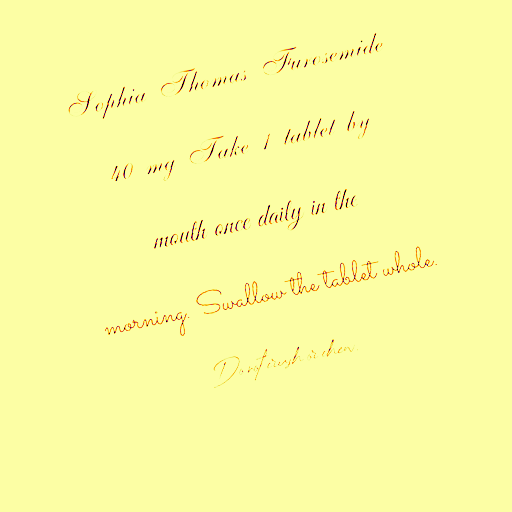 Sophia Thomas Furosemide
40 mg Take 1 tablet by
mouth once daily in the
morning. Swallow the tablet whole.
Do not crush or chew.